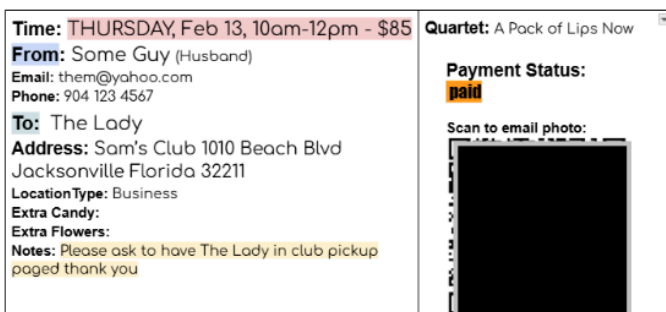 Time: THURSDAY, Feb 13, 10am-12pm - $85
From: Some Guy (Husband)
Email: them@yahoo.com
Phone: 904 123 4567
To: The Lady
Address: Sam's Club 1010 Beach Blvd
Jacksonville Florida 32211
LocationType: Business
Extra Candy:
Extra Flowers:
Notes: Please ask to have The Lady in club pickup
paged thank you
Quartet: A Pack of Lips Now
Payment Status:
paid
Scan to email photo: